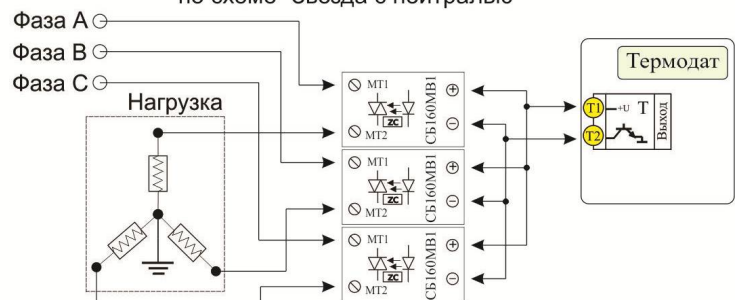 по схеме "Звезда с нейтралью"
Фаза A
Фаза B
Фаза C
Нагрузка
MT1
MT2
ZC
СБ160МВ1
MT1
MT2
ZC
СБ160МВ1
MT1
MT2
ZC
СБ160МВ1
Термодат
T1
T2
+U
T
Выход